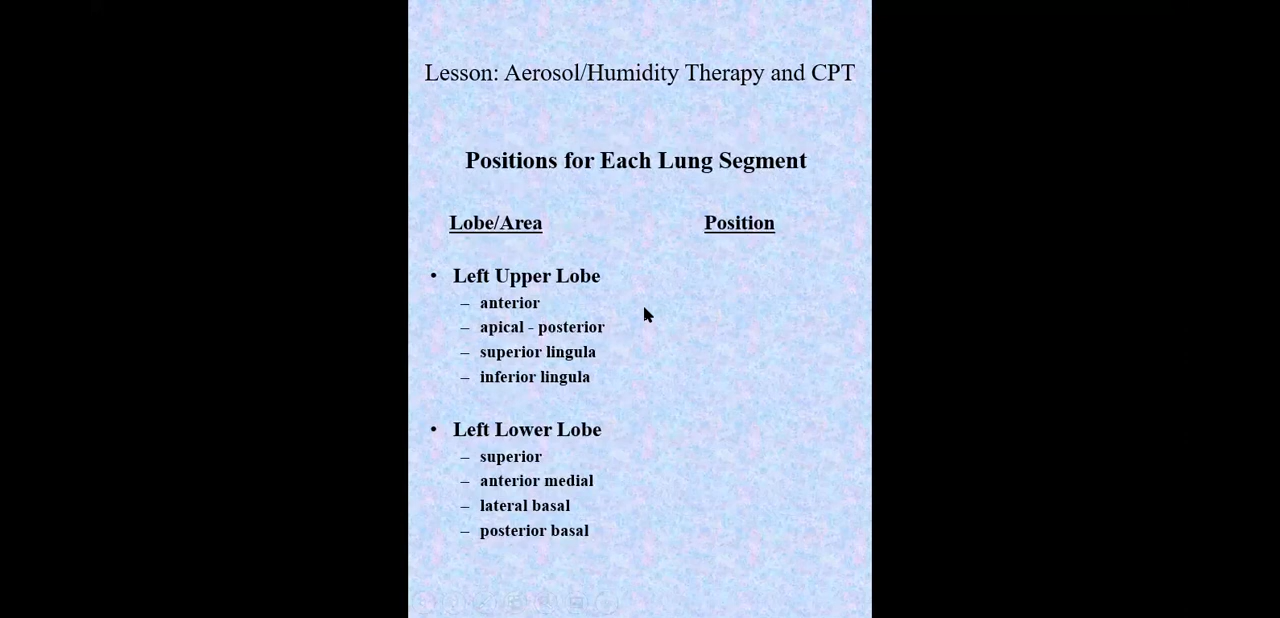 Lesson: Aerosol/Humidity Therapy and CPT
Positions for Each Lung Segment
Lobe/Area Position
• Left Upper Lobe
– anterior
– apical - posterior
– superior lingula
– inferior lingula
• Left Lower Lobe
– superior
– anterior medial
– lateral basal
– posterior basal